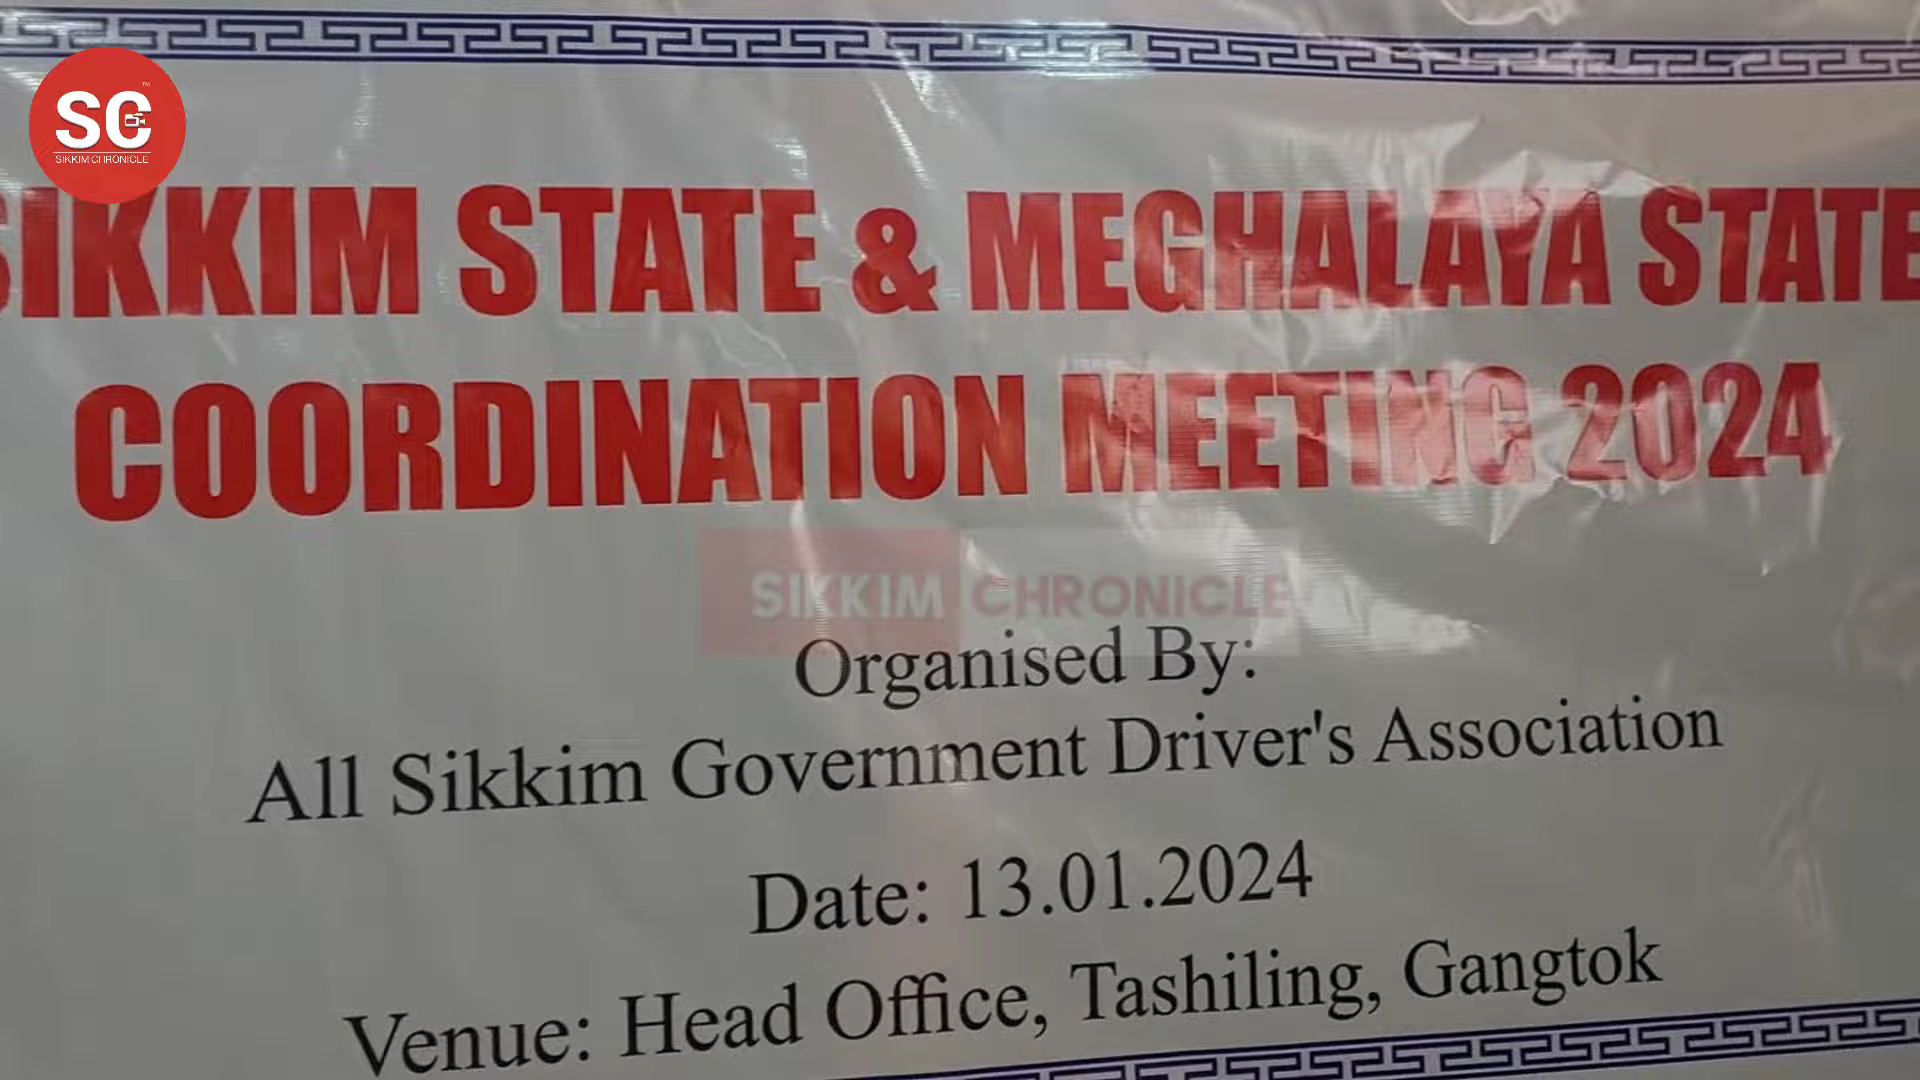 SC
SIKKIM CHRONICLE
SIKKIM STATE & MEGHALAYA STATE
COORDINATION MEETING 2024
SIKKIM CHRONICLE
Organised By:
All Sikkim Government Driver's Association
Date: 13.01.2024
Venue: Head Office, Tashiling, Gangtok